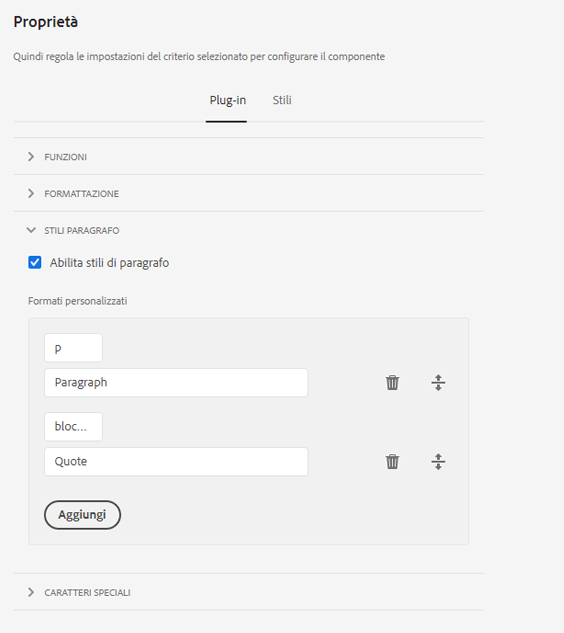 Proprietà
Quindi regola le impostazioni del criterio selezionato per configurare il componente
Plug-in Stili
FUNZIONI
FORMATTAZIONE
STILI PARAGRAFO
Abilita stili di paragrafo
Formati personalizzati
p
Paragraph
bloc...
Quote
Aggiungi
CARATTERI SPECIALI